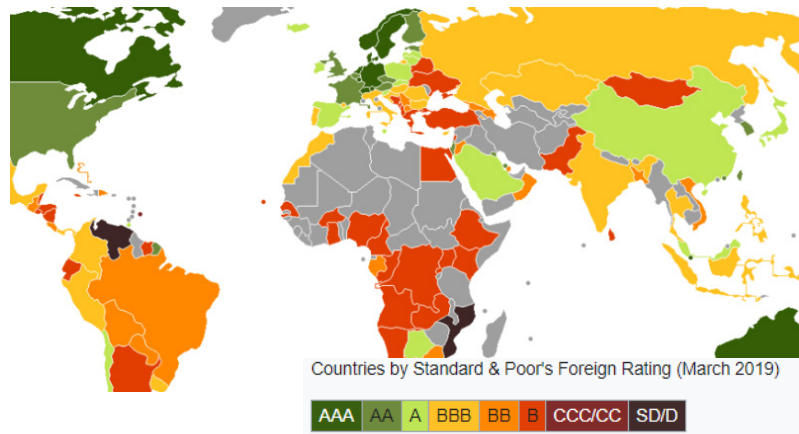 Countries by Standard & Poor's Foreign Rating (March 2019)
AAA AA A BBB BB B CCC/CC SD/D